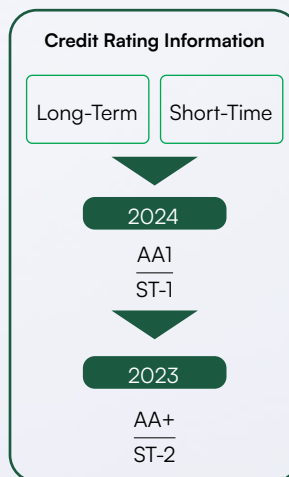 Credit Rating Information
Long-Term Short-Time
2024
AA1
ST-1
2023
AA+
ST-2